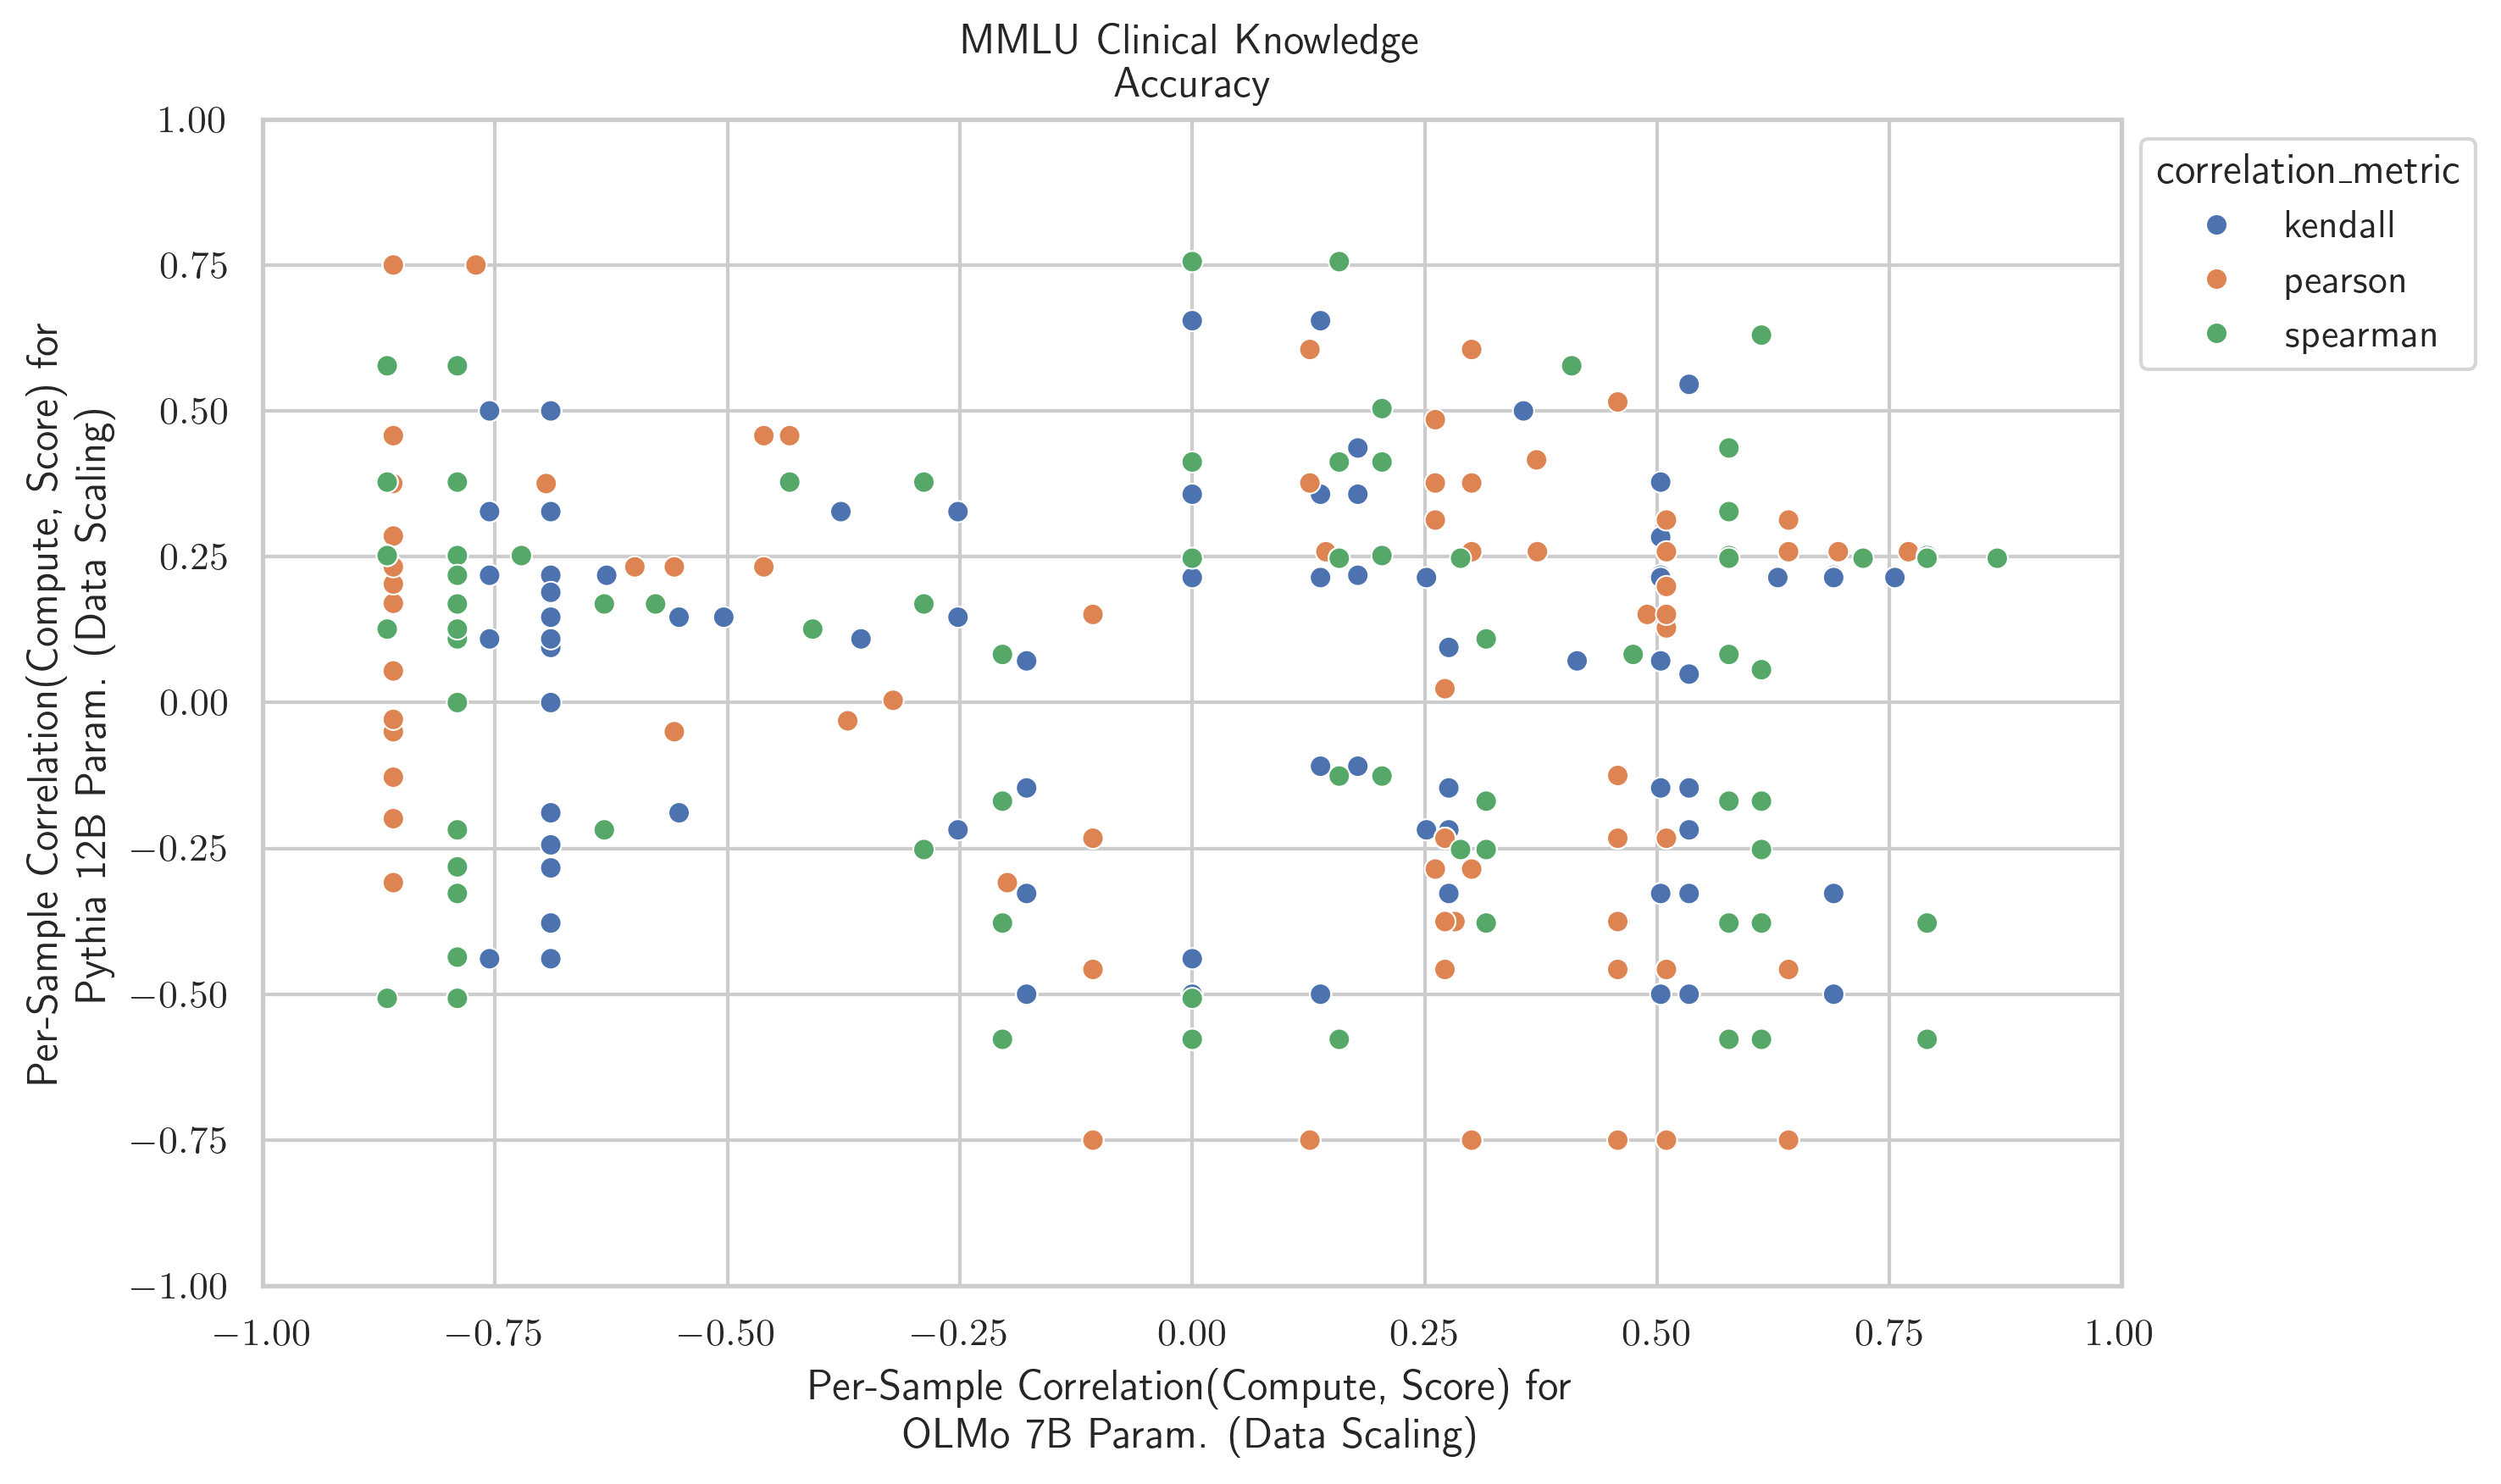 MMLU Clinical Knowledge
Accuracy
1.00
0.75
0.50
0.25
0.00
−0.25
−0.50
−0.75
−1.00
Per-Sample Correlation(Compute, Score) for
Pythia 12B Param. (Data Scaling)
−1.00
−0.75
−0.50
−0.25
0.00
0.25
0.50
0.75
1.00
Per-Sample Correlation(Compute, Score) for
OLMo 7B Param. (Data Scaling)
correlation_metric
kendall
pearson
spearman